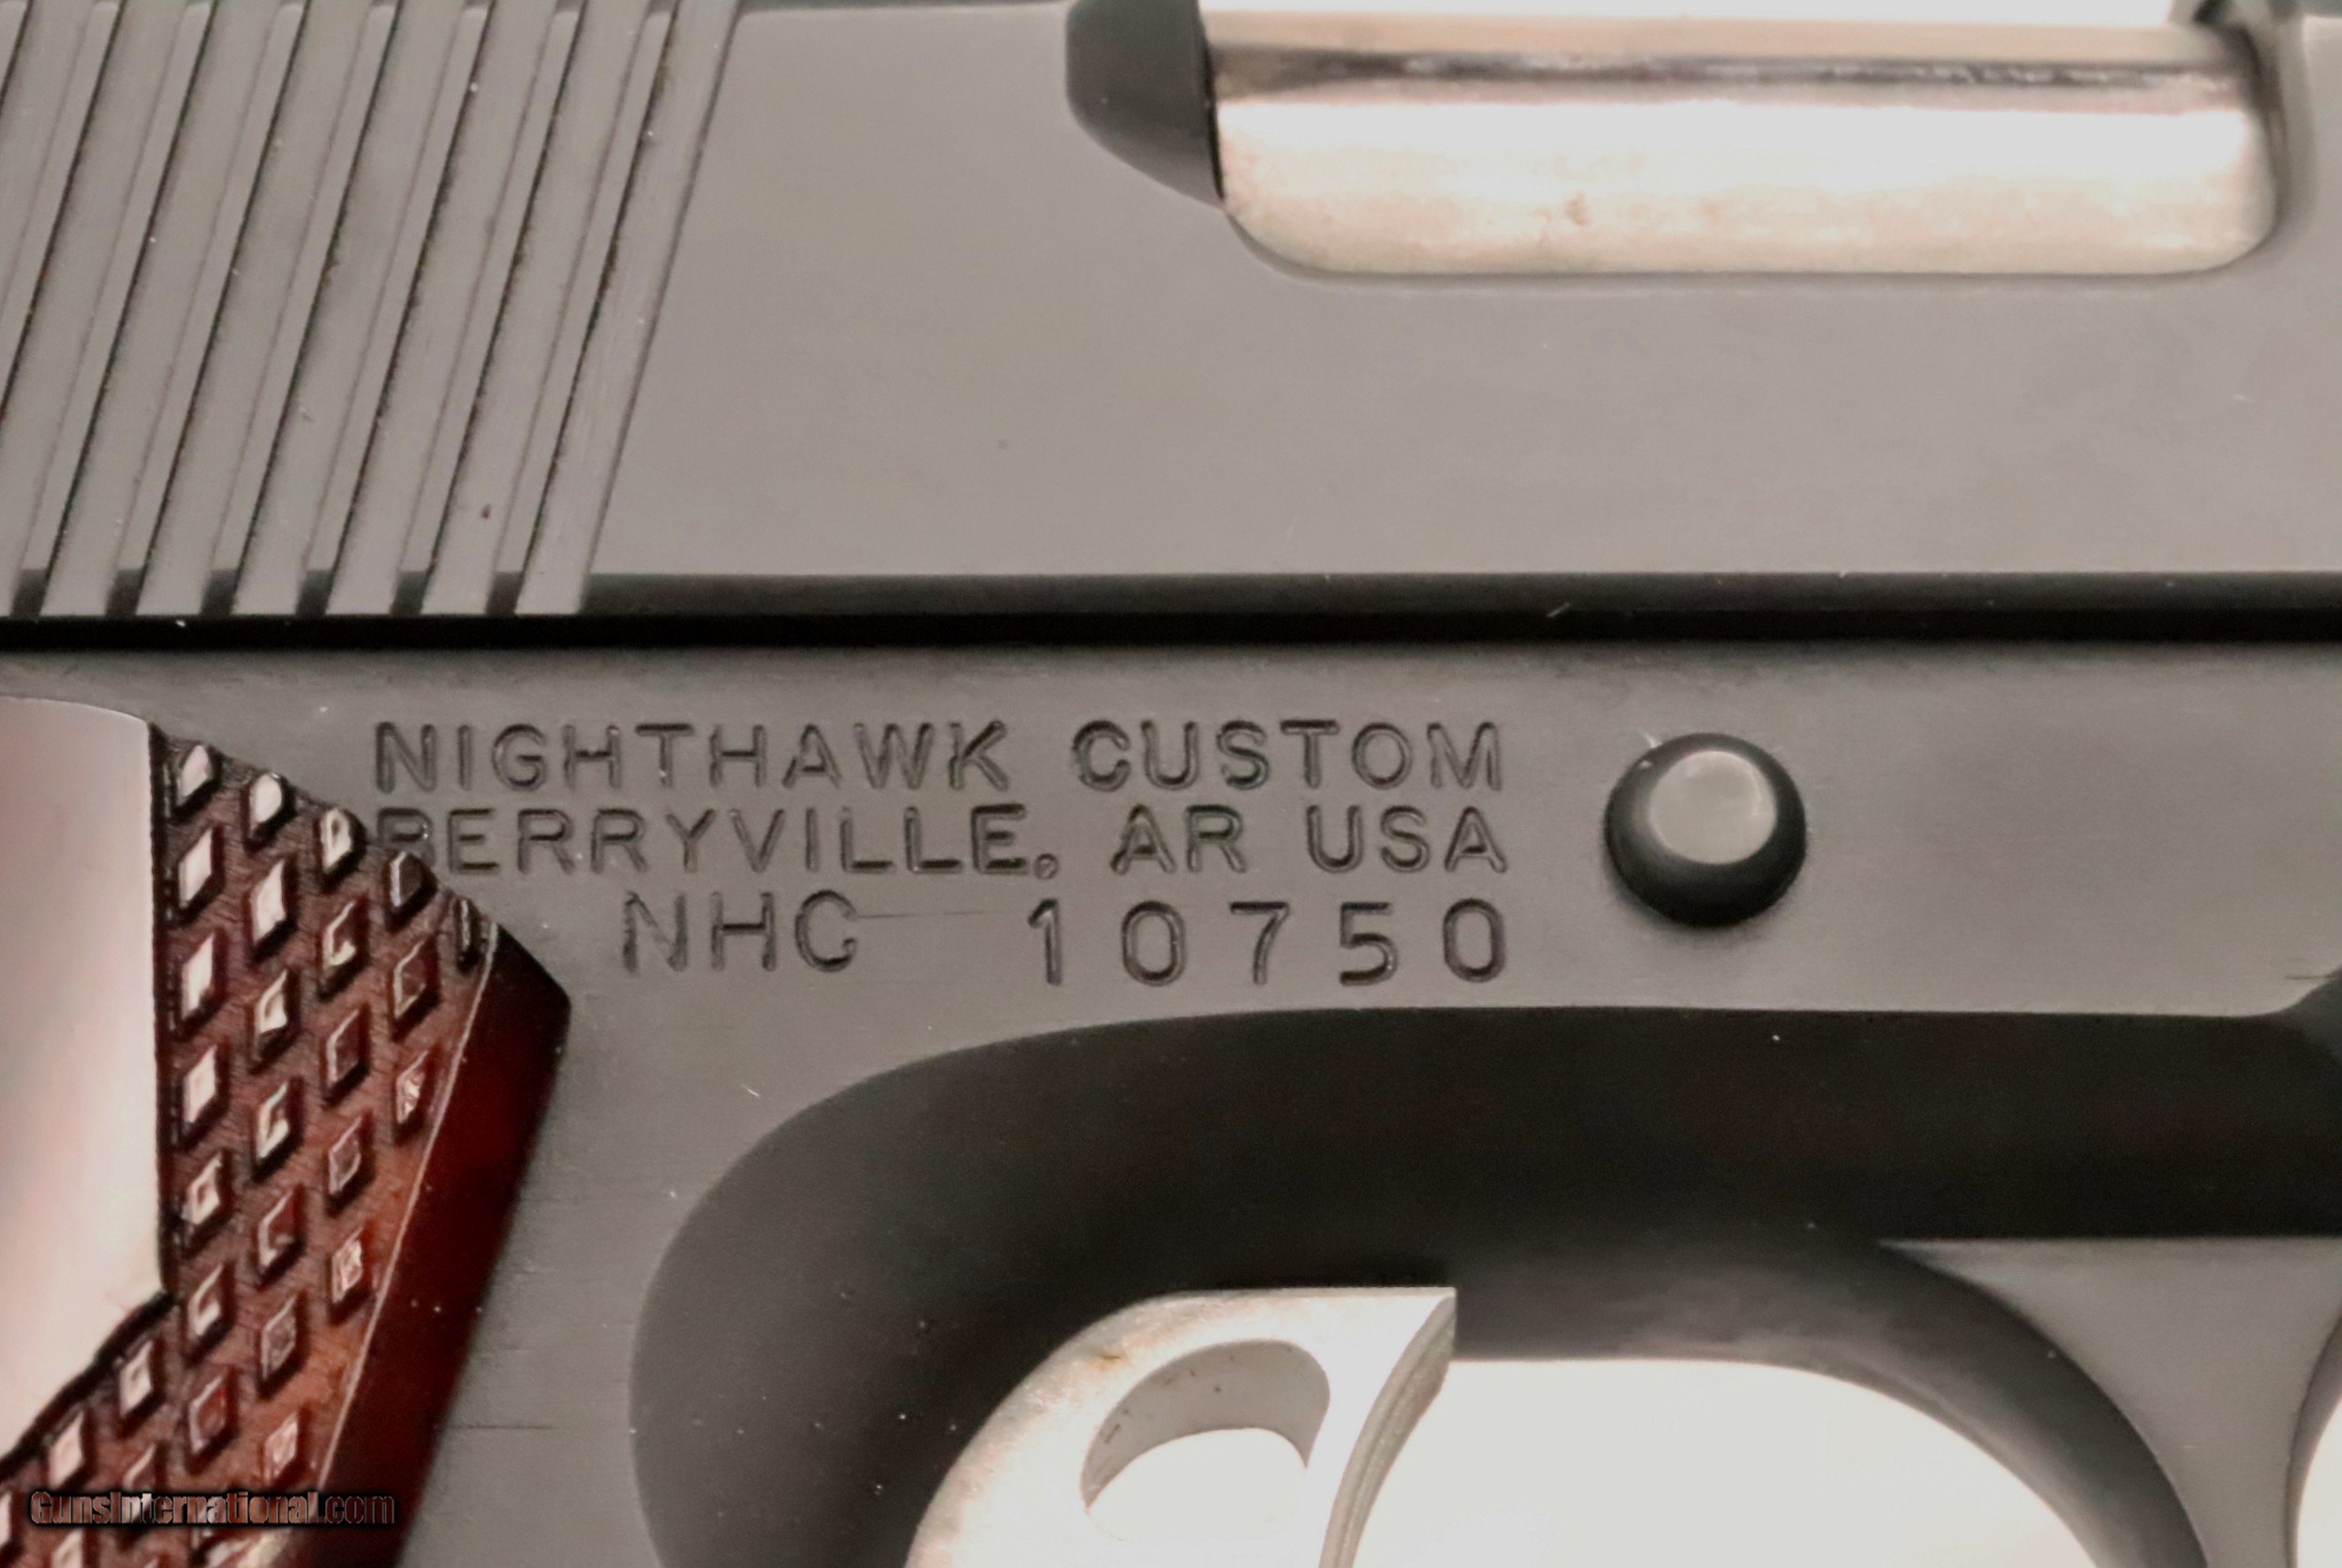 NIGHTHAWK CUSTOM
BERRYVILLE, AR USA
NHC 10750
GunsInternational.com